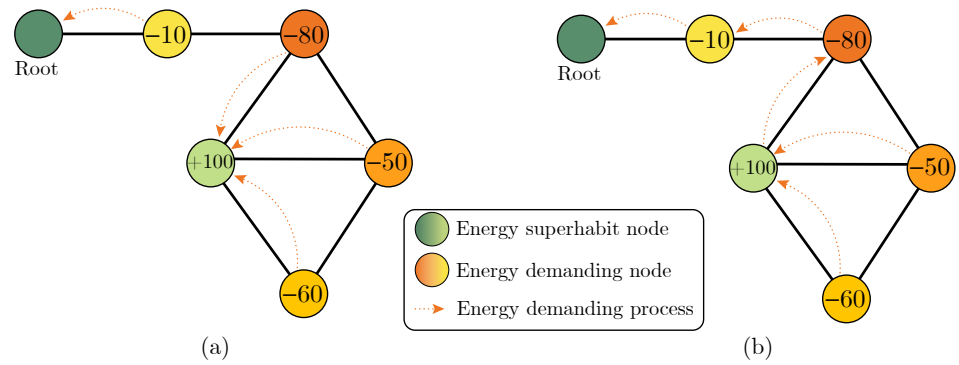 −10
−80
Root
+100
−50
−60
(a)
−10
−80
Root
+100
−50
−60
(b)
Energy superhabit node
Energy demanding node
Energy demanding process